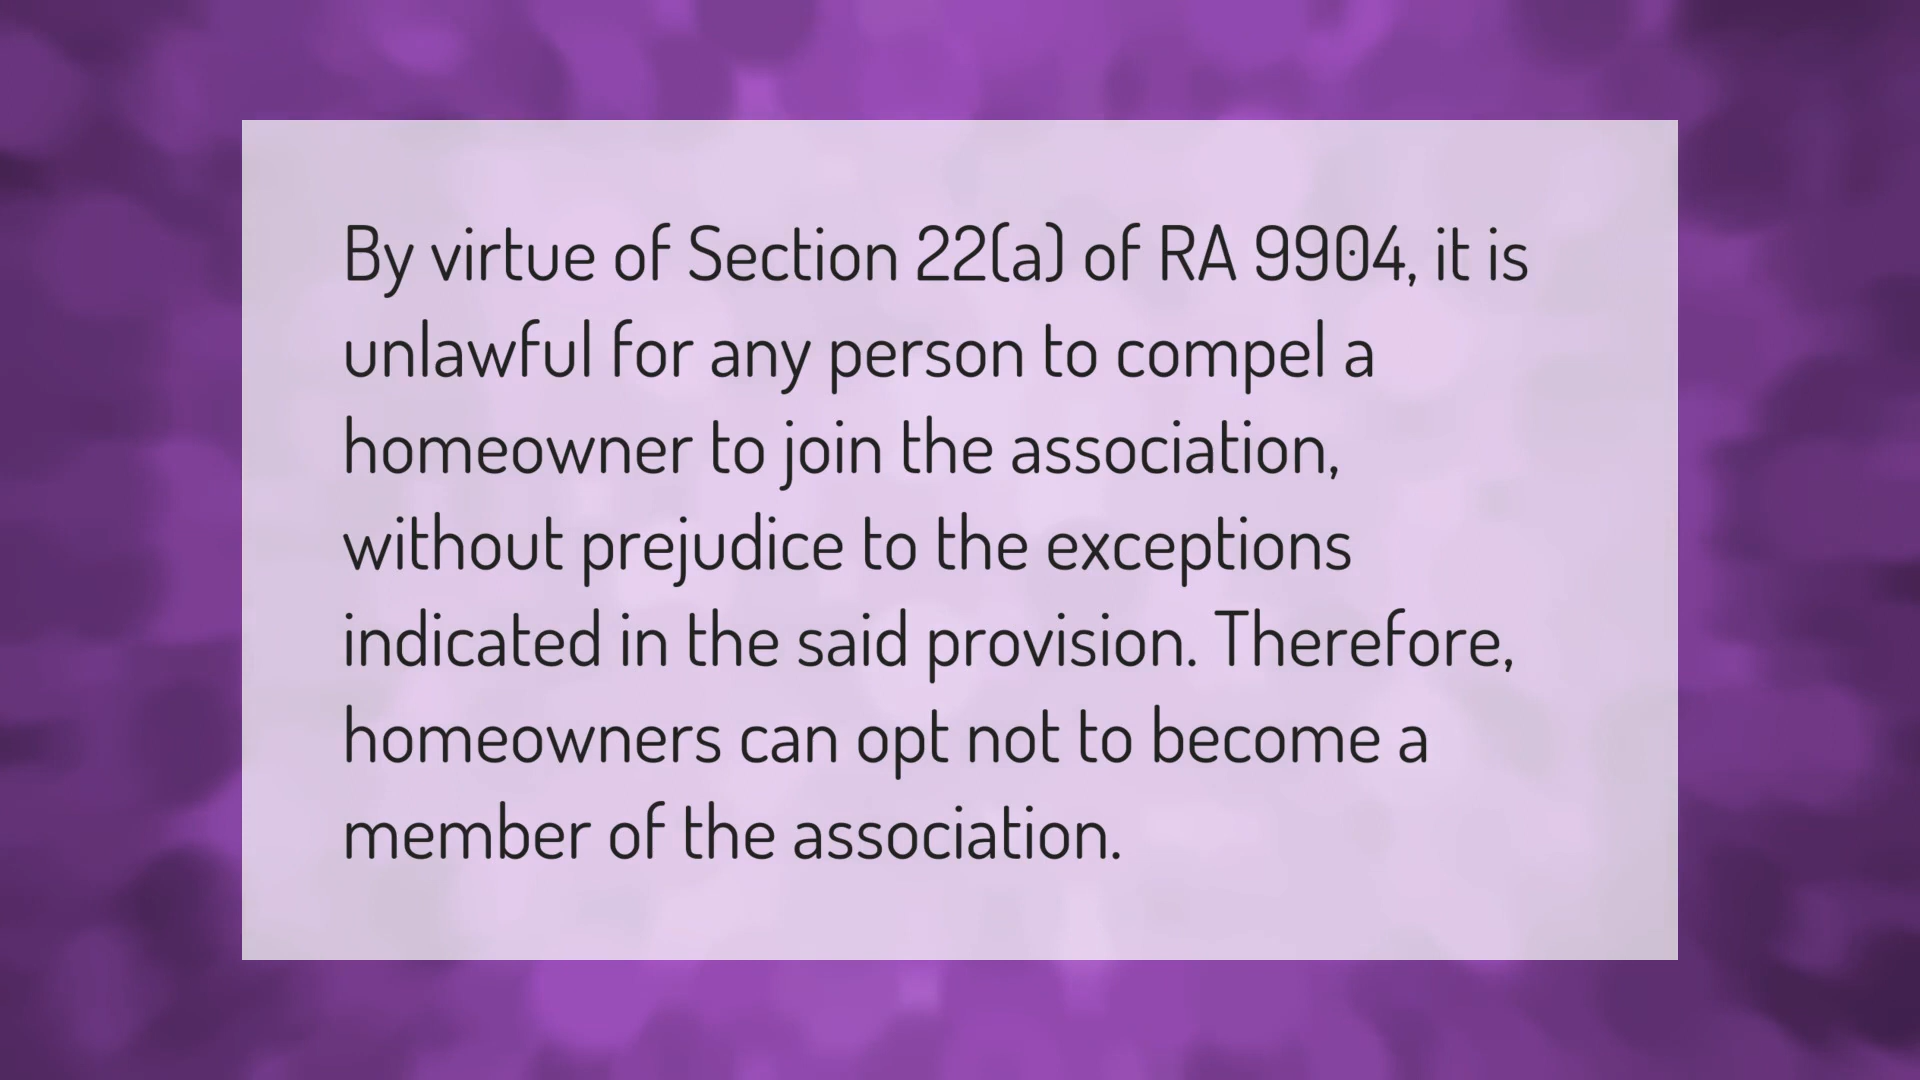 By virtue of Section 22(a) of RA 9904, it is
unlawful for any person to compel a
homeowner to join the association,
without prejudice to the exceptions
indicated in the said provision. Therefore,
homeowners can opt not to become a
member of the association.